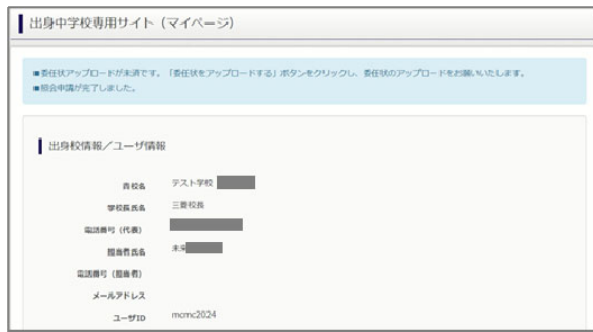 出身中学校専用サイト（マイページ）
■委任状アップロードが未済です。「委任状をアップロードする」ボタンをクリックし、委任状のアップロードをお願いいたします。
■照会申請が完了しました。
出身校情報／ユーザ情報
貴校名 テスト学校
学校長氏名 三菱校長
電話番号（代表）
担当者氏名 未来
電話番号（担当者）
メールアドレス
ユーザID mcmc2024